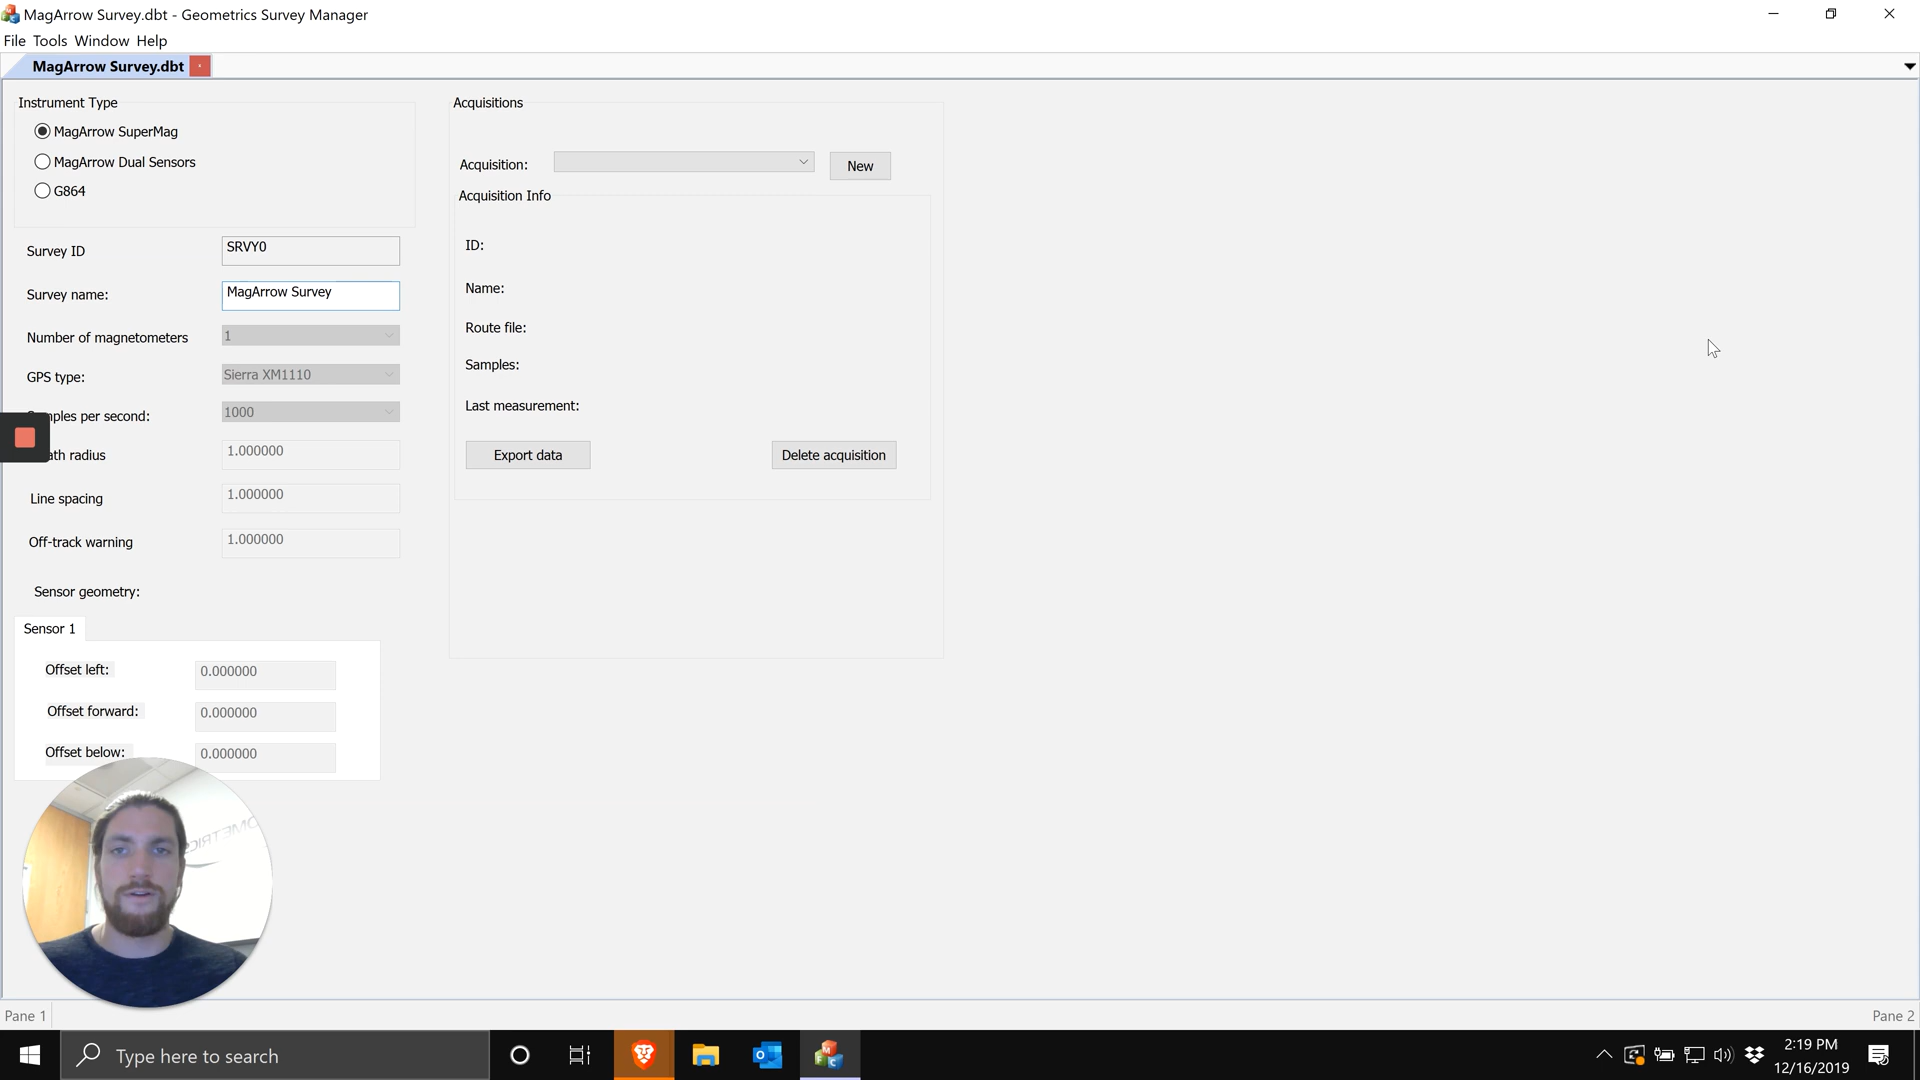 MagArrow Survey.dbt - Geometrics Survey Manager
File Tools Window Help
MagArrow Survey.dbt
Instrument Type
MagArrow SuperMag
MagArrow Dual Sensors
G864
Survey ID
SRVY0
Survey name:
MagArrow Survey
Number of magnetometers
1
GPS type:
Sierra XM1110
mples per second:
1000
ath radius
1.000000
Line spacing
1.000000
Off-track warning
1.000000
Sensor geometry:
Sensor 1
Offset left:
0.000000
Offset forward:
0.000000
Offset below:
0.000000
Acquisitions
Acquisition:
New
Acquisition Info
ID:
Name:
Route file:
Samples:
Last measurement:
Export data
Delete acquisition
Pane 1
Pane 2
Type here to search
2:19 PM
12/16/2019